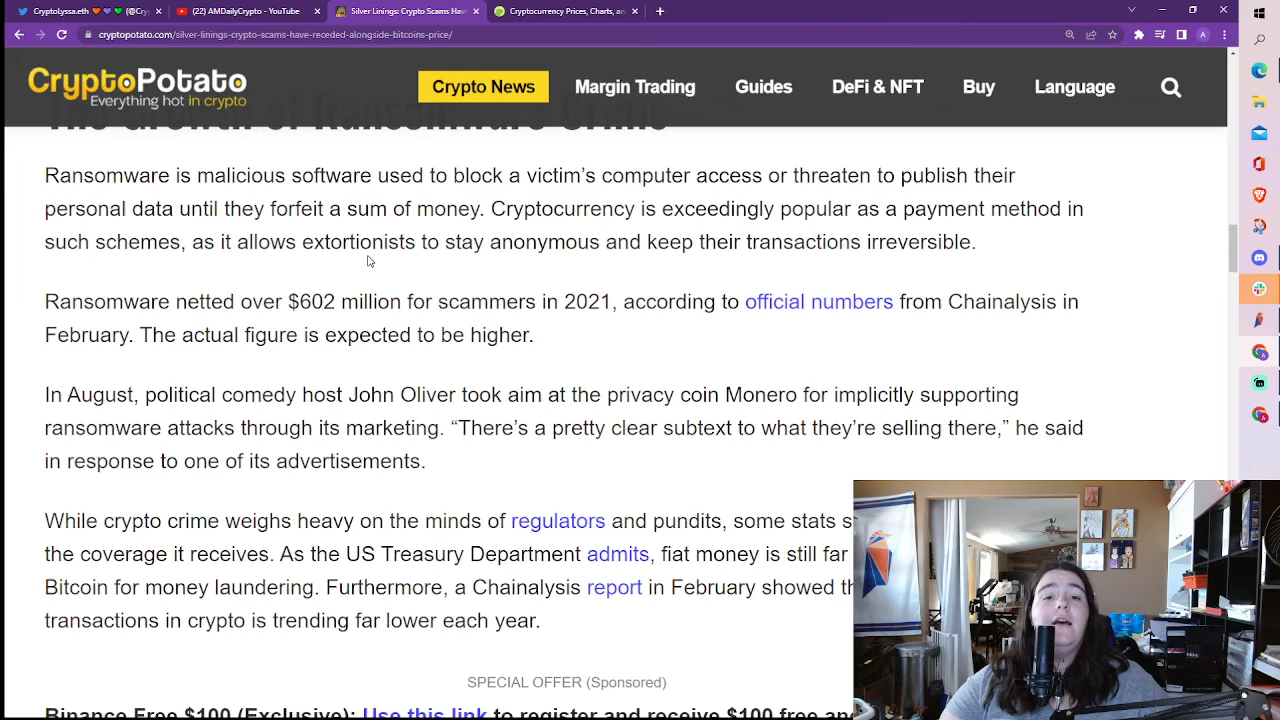 CryptoLysa.eth
(@Cry
(22) AMDailyCrypto - YouTube
Silver Linings: Crypto Scams Have
Cryptocurrency Prices, Charts, an
cryptopotato.com/silver-linings-crypto-scams-have-receded-alongside-bitcoins-price/
CryptoPotato
Everything hot in crypto
Crypto News
Margin Trading
Guides
DeFi & NFT
Buy
Language
The Growth of Ransomware Crime
Ransomware is malicious software used to block a victim's computer access or threaten to publish their
personal data until they forfeit a sum of money. Cryptocurrency is exceedingly popular as a payment method in
such schemes, as it allows extortionists to stay anonymous and keep their transactions irreversible.
Ransomware netted over $602 million for scammers in 2021, according to official numbers from Chainalysis in
February. The actual figure is expected to be higher.
In August, political comedy host John Oliver took aim at the privacy coin Monero for implicitly supporting
ransomware attacks through its marketing. “There's a pretty clear subtext to what they're selling there,” he said
in response to one of its advertisements.
While crypto crime weighs heavy on the minds of regulators and pundits, some stats s
the coverage it receives. As the US Treasury Department admits, fiat money is still far
Bitcoin for money laundering. Furthermore, a Chainalysis report in February showed th
transactions in crypto is trending far lower each year.
SPECIAL OFFER (Sponsored)
Binance Free $100 (Exclusive): Use this link to register and receive $100 free an